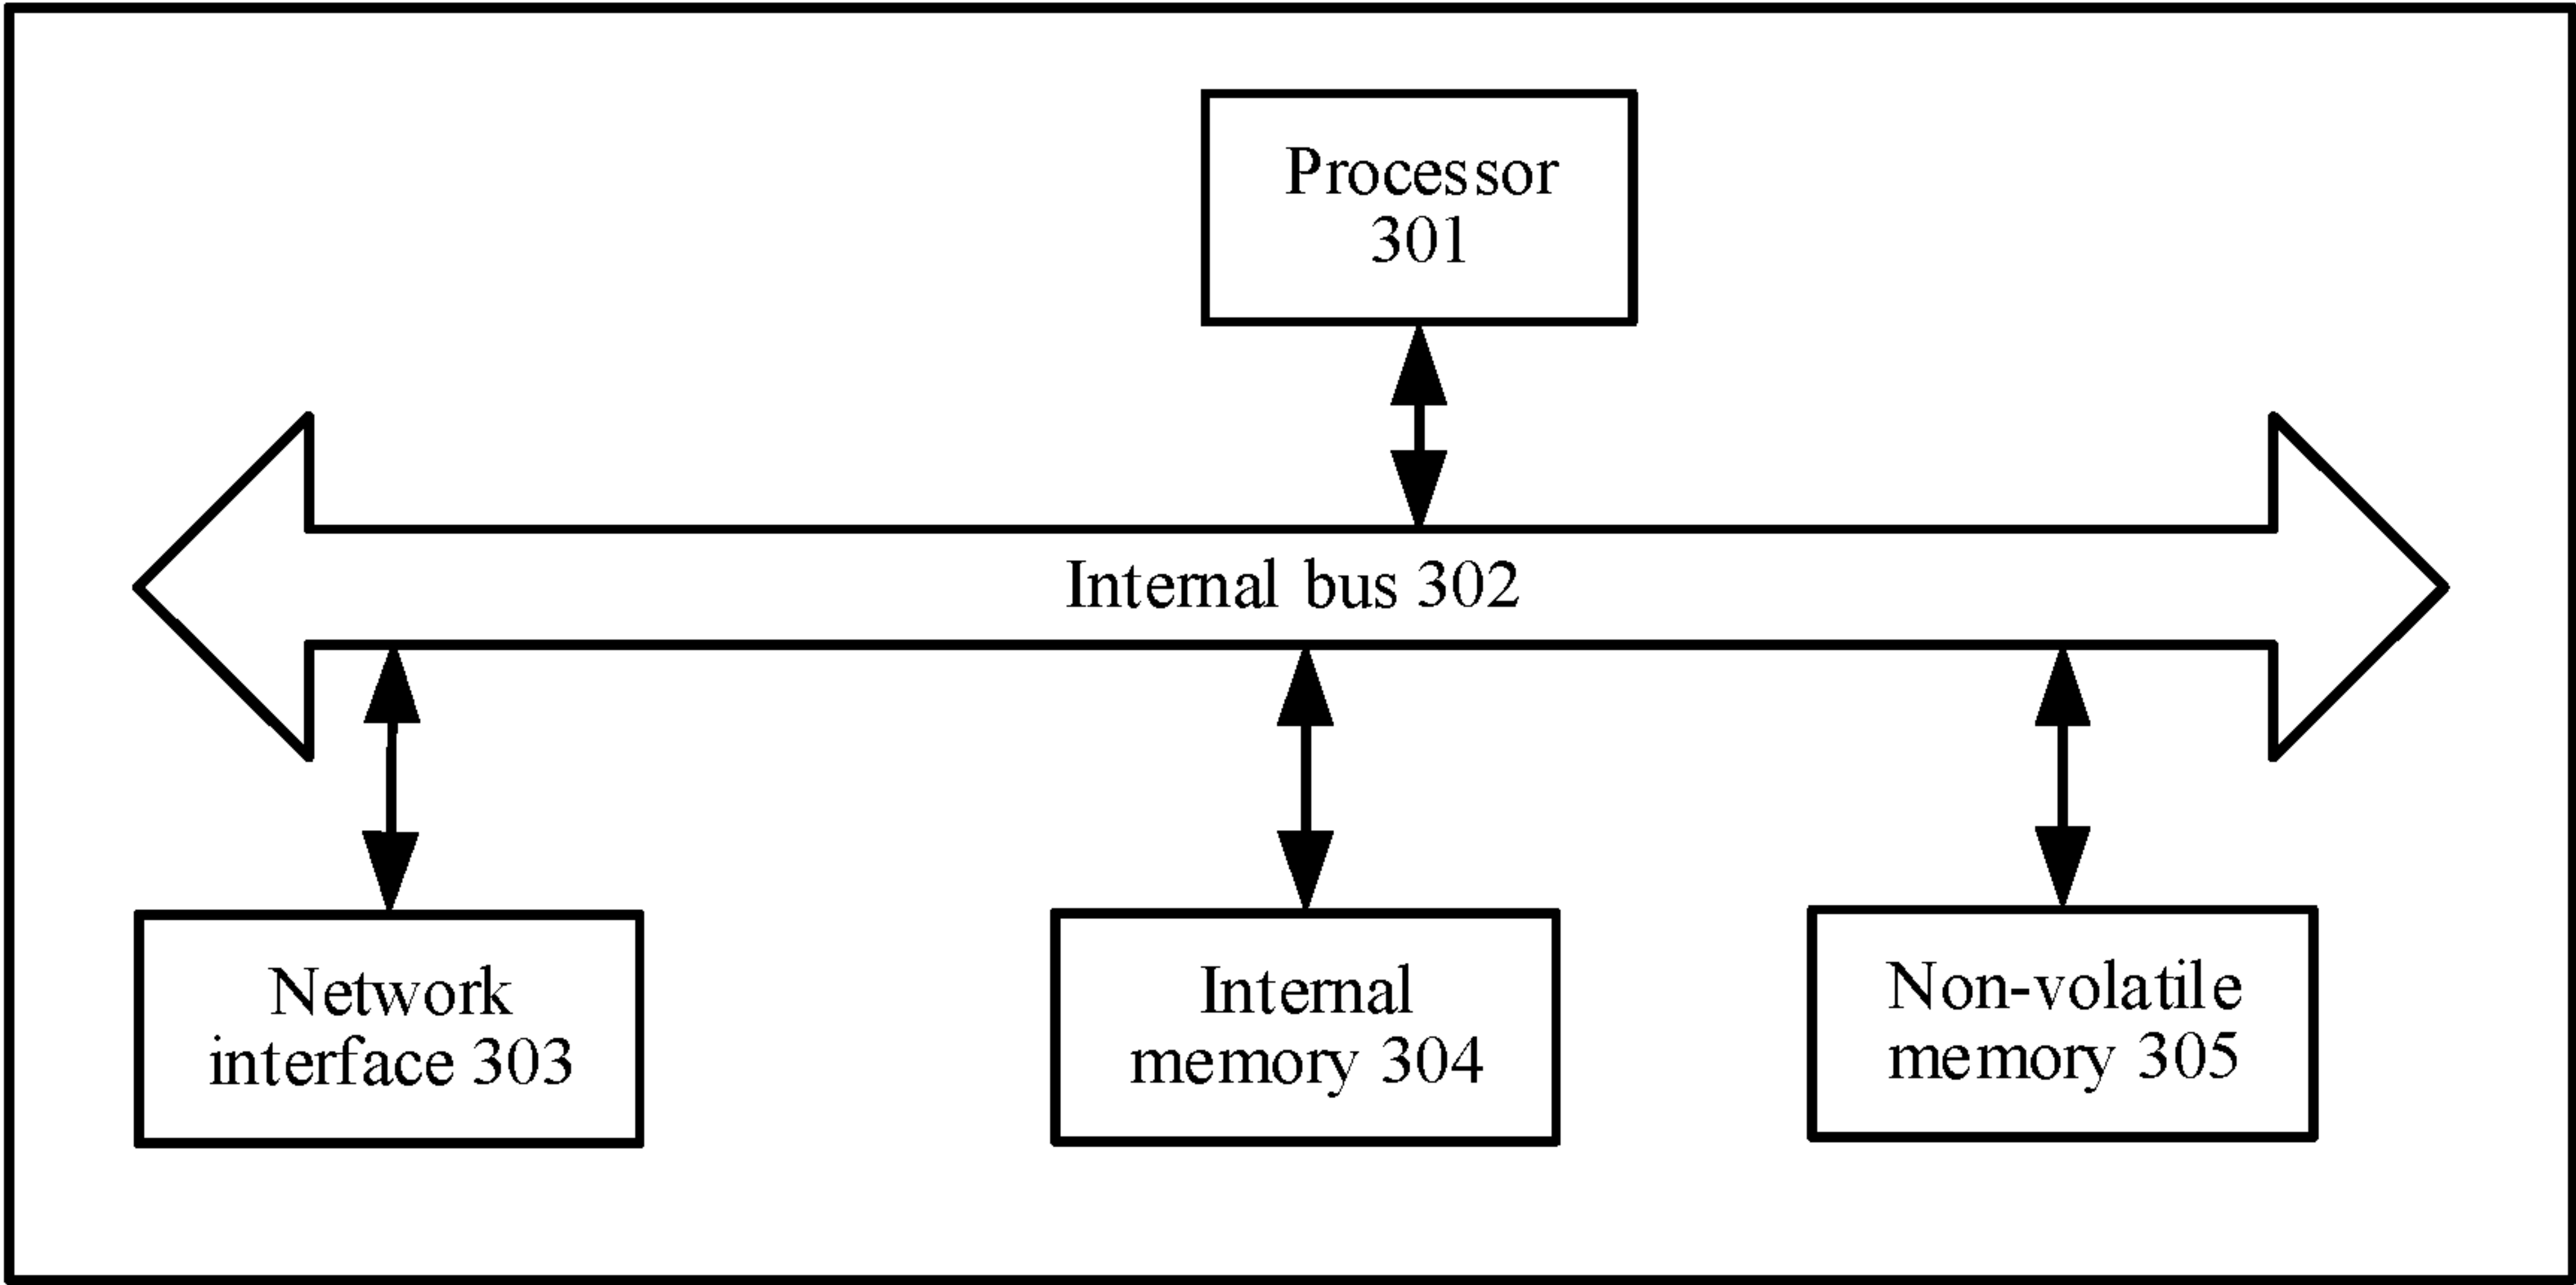 Processor
301
Internal bus 302
Network
interface 303
Internal
memory 304
Non-volatile
memory 305